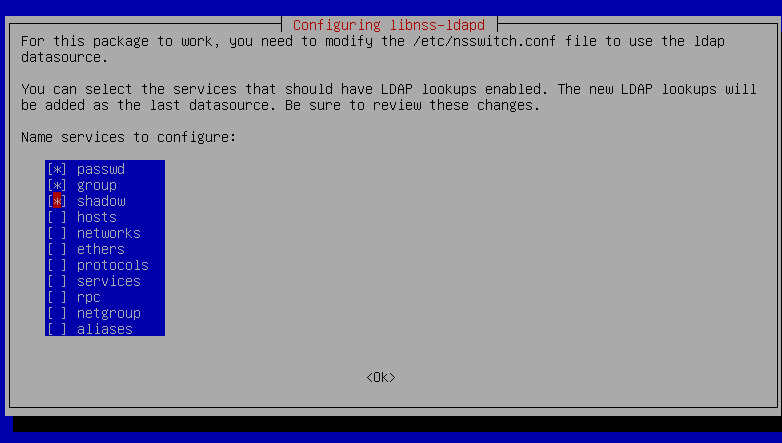 Configuring libnss-ldapd
For this package to work, you need to modify the /etc/nsswitch.conf file to use the ldap
datasource.
You can select the services that should have LDAP lookups enabled. The new LDAP lookups will
be added as the last datasource. Be sure to review these changes.
Name services to configure:
[*] passwd
[*] group
[*] shadow
[ ] hosts
[ ] networks
[ ] ethers
[ ] protocols
[ ] services
[ ] rpc
[ ] netgroup
[ ] aliases
<Ok>